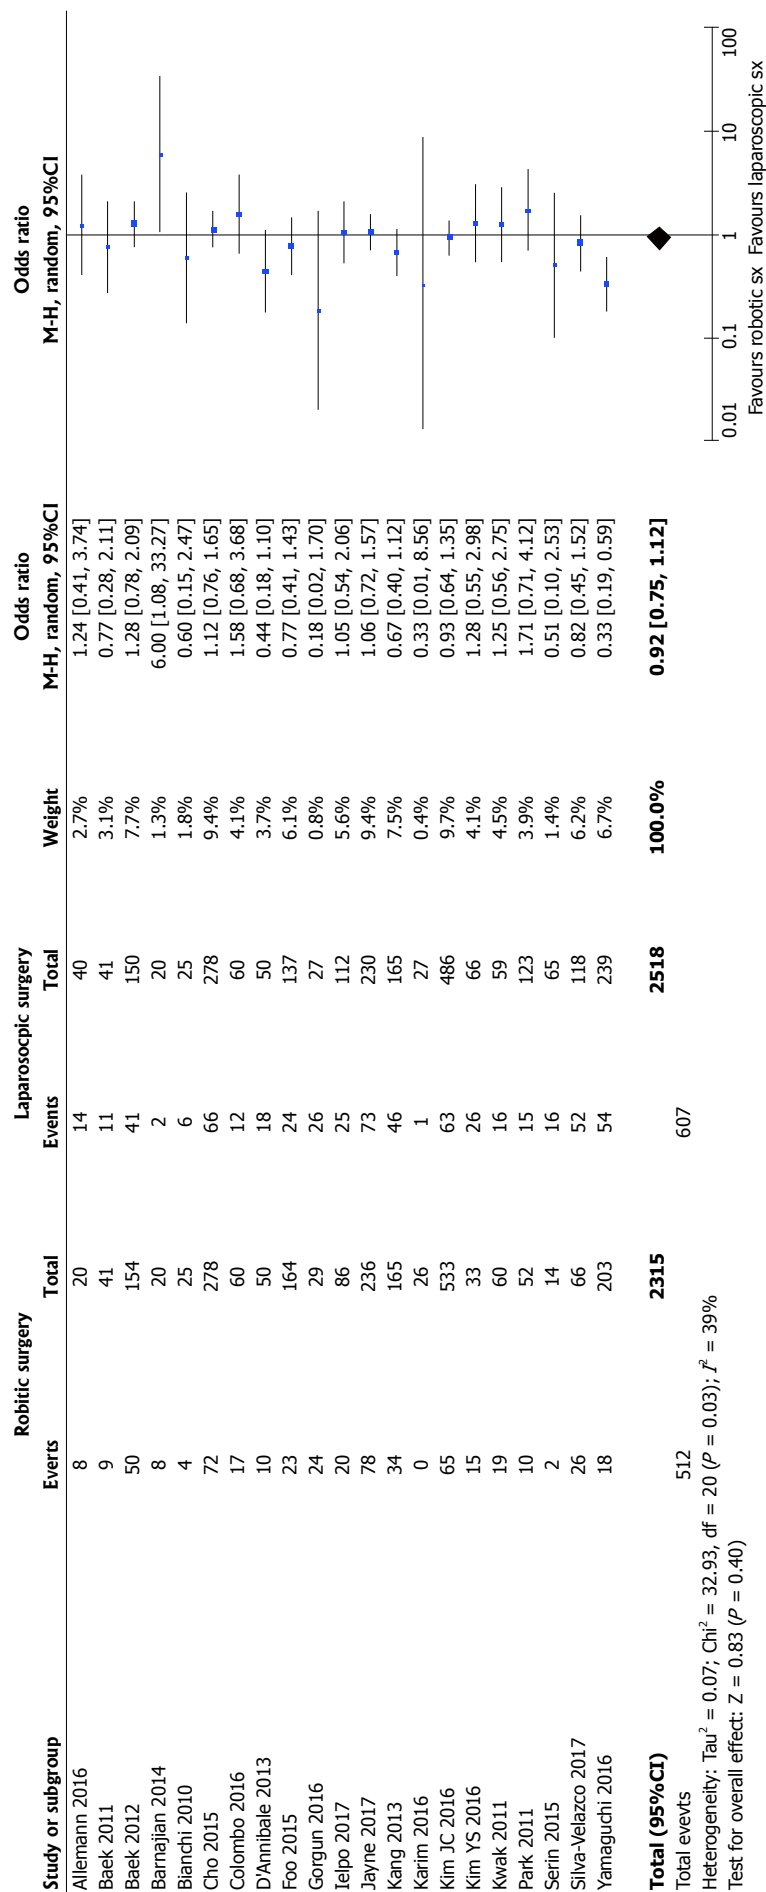 Robitic surgery Laparosocpic surgery Odds ratio Odds ratio
Study or subgroup Everts Total Events Total Weight M-H, random, 95%CI M-H, random, 95%CI
Allemann 2016 8 20 14 40 2.7% 1.24 [0.41, 3.74]
Baek 2011 9 41 11 41 3.1% 0.77 [0.28, 2.11]
Baek 2012 50 154 41 150 7.7% 1.28 [0.78, 2.09]
Barnajian 2014 8 20 2 20 1.3% 6.00 [1.08, 33.27]
Bianchi 2010 4 25 6 25 1.8% 0.60 [0.15, 2.47]
Cho 2015 72 278 66 278 9.4% 1.12 [0.76, 1.65]
Colombo 2016 17 60 12 60 4.1% 1.58 [0.68, 3.68]
D'Annibale 2013 10 50 18 50 3.7% 0.44 [0.18, 1.10]
Foo 2015 23 164 24 137 6.1% 0.77 [0.41, 1.43]
Gorgun 2016 24 29 26 27 0.8% 0.18 [0.02, 1.70]
Ielpo 2017 20 86 25 112 5.6% 1.05 [0.54, 2.06]
Jayne 2017 78 236 73 230 9.4% 1.06 [0.72, 1.57]
Kang 2013 34 165 46 165 7.5% 0.67 [0.40, 1.12]
Karim 2016 0 26 1 27 0.4% 0.33 [0.01, 8.56]
Kim JC 2016 65 533 63 486 9.7% 0.93 [0.64, 1.35]
Kim YS 2016 15 33 26 66 4.1% 1.28 [0.55, 2.98]
Kwak 2011 19 60 16 59 4.5% 1.25 [0.56, 2.75]
Park 2011 10 52 15 123 3.9% 1.71 [0.71, 4.12]
Serin 2015 2 14 16 65 1.4% 0.51 [0.10, 2.53]
Silva-Velazco 2017 26 66 52 118 6.2% 0.82 [0.45, 1.52]
Yamaguchi 2016 18 203 54 239 6.7% 0.33 [0.19, 0.59]
Total (95%CI) 2315 2518 100.0% 0.92 [0.75, 1.12]
Total evevts 512 607
Heterogeneity: Tau² = 0.07; Chi² = 32.93, df = 20 (P = 0.03); I² = 39%
Test for overall effect: Z = 0.83 (P = 0.40)
0.01 0.1 1 10 100
Favours robotic sx Favours laparoscopic sx